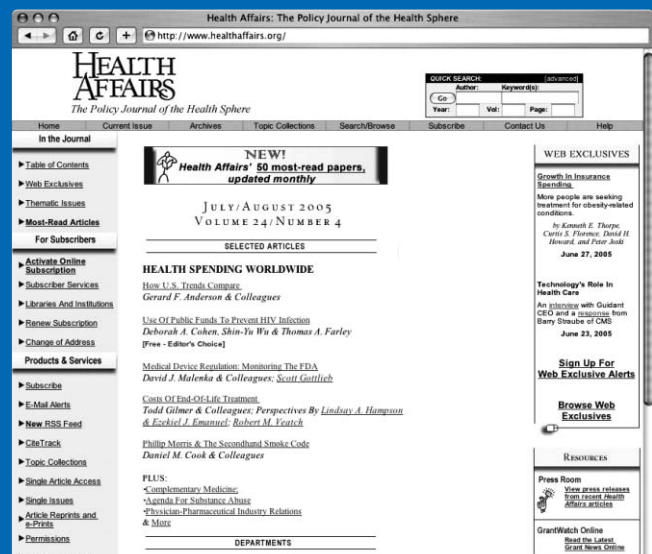 Health Affairs: The Policy Journal of the Health Sphere
http://www.healthaffairs.org/
HEALTH
AFFAIRS
The Policy Journal of the Health Sphere
QUICK SEARCH: [advanced]
Author: Keyword(s):
Go
Year: Vol: Page:
Home Current Issue Archives Topic Collections Search/Browse Subscribe Contact Us Help
In the Journal
Table of Contents
Web Exclusives
Thematic Issues
Most-Read Articles
For Subscribers
Activate Online
Subscription
Subscriber Services
Libraries And Institutions
Renew Subscription
Change of Address
Products & Services
Subscribe
E-Mail Alerts
New RSS Feed
CiteTrack
Topic Collections
Single Article Access
Single Issues
Article Reprints and
e-Prints
Permissions
NEW!
Health Affairs' 50 most-read papers,
updated monthly
JULY/AUGUST 2005
VOLUME 24/NUMBER 4
SELECTED ARTICLES
HEALTH SPENDING WORLDWIDE
How U.S. Trends Compare
Gerard F. Anderson & Colleagues
Use Of Public Funds To Prevent HIV Infection
Deborah A. Cohen, Shin-Yu Wu & Thomas A. Farley
[Free - Editor's Choice]
Medical Device Regulation: Monitoring The FDA
David J. Malenka & Colleagues; Scott Gottlieb
Costs Of End-Of-Life Treatment
Todd Gilmer & Colleagues; Perspectives By Lindsay A. Hampson
& Ezekiel J. Emanuel; Robert M. Veatch
Phillip Morris & The Secondhand Smoke Code
Daniel M. Cook & Colleagues
PLUS:
•Complementary Medicine;
•Agenda For Substance Abuse
•Physician-Pharmaceutical Industry Relations
& More
DEPARTMENTS
WEB EXCLUSIVES
Growth In Insurance
Spending
More people are seeking
treatment for obesity-related
conditions.
by Kenneth E. Thorpe,
Curtis S. Florence, David H.
Howard, and Peter Joski
June 27, 2005
Technology's Role In
Health Care
An interview with Guidant
CEO and a response from
Barry Straube of CMS
June 23, 2005
Sign Up For
Web Exclusive Alerts
Browse Web
Exclusives
RESOURCES
Press Room
View press releases
from recent Health
Affairs articles
GrantWatch Online
Read the Latest
Grant News Online